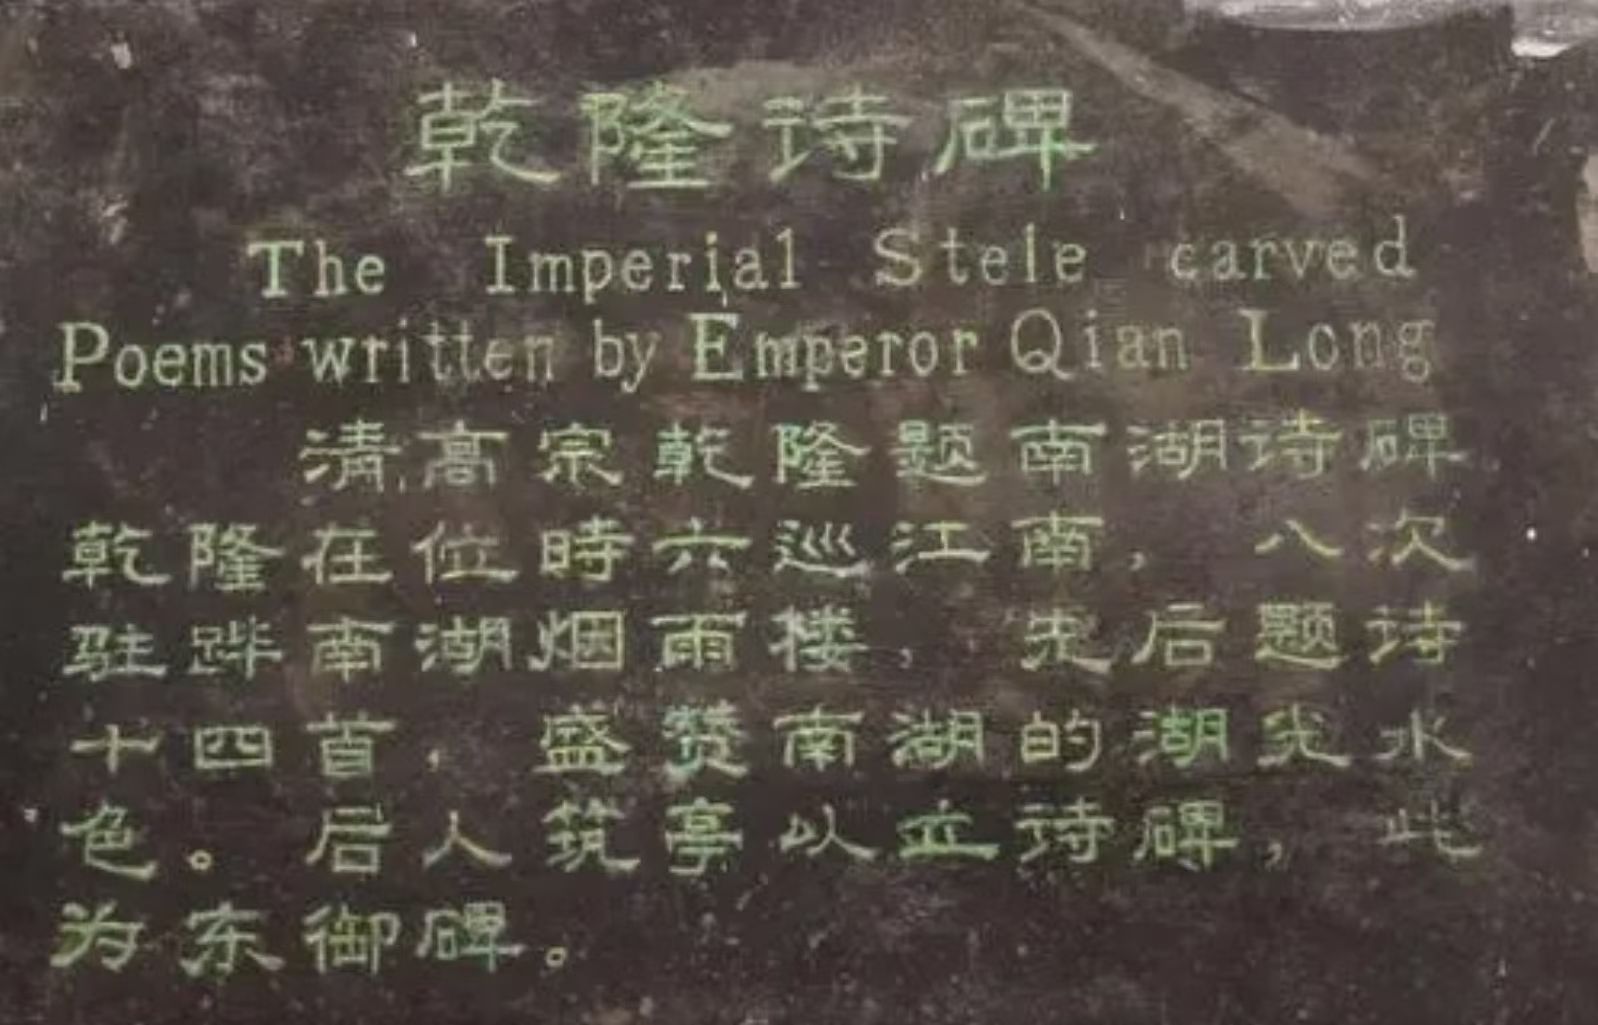 乾隆诗碑
The Imperial Stele carved
Poems written by Emperor Qian Long
清高宗乾隆题南湖诗碑
乾隆在位時六巡江南，八次
驻跸南湖烟雨楼，先后题诗
十四首，盛赞南湖的湖光水
色。后人筑亭以立诗碑，此
为东御碑。